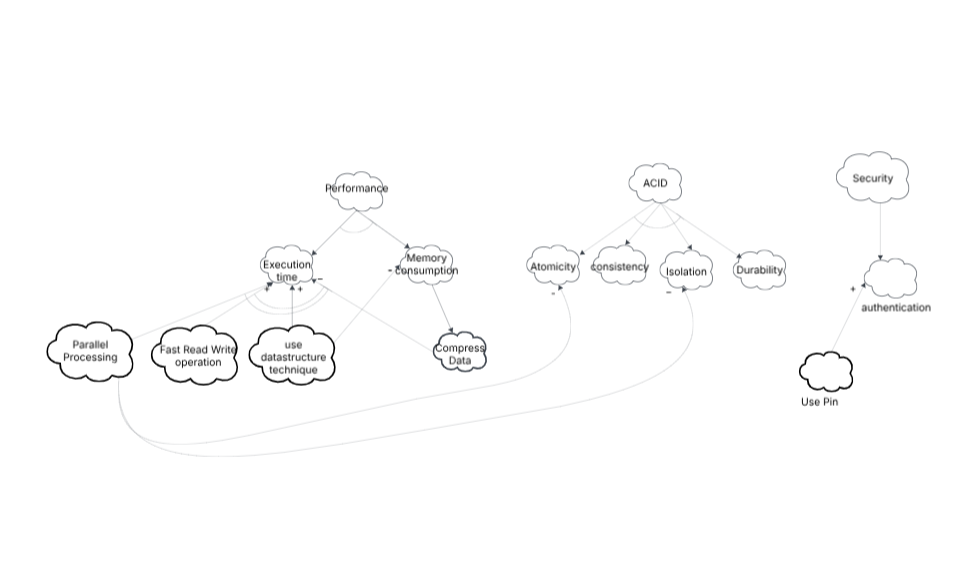 Performance
ACID
Security
Execution
time
Memory
consumption
Atomicity
consistency
Isolation
Durability
authentication
+
+
-
-
-
-
+
Parallel
Processing
Fast Read Write
operation
use
datastructure
technique
Compress
Data
Use Pin